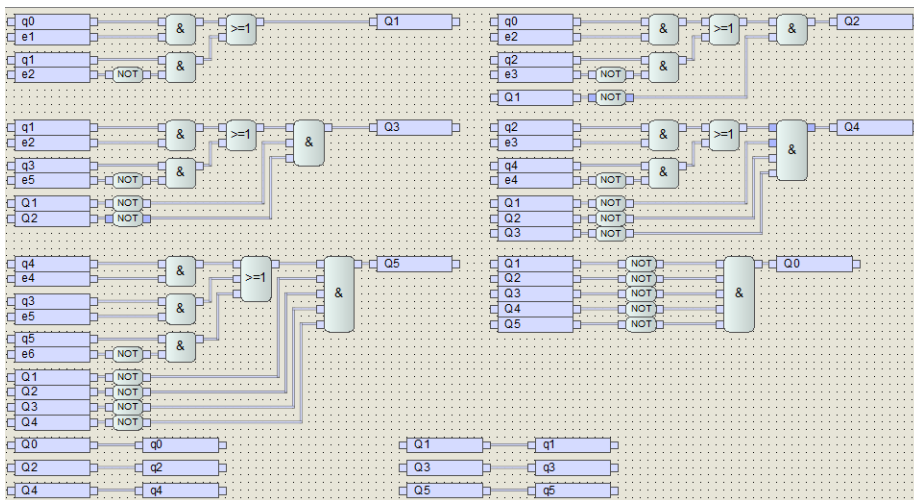 q0 & >=1 Q1
e1
q1 &
e2 NOT
q0 & >=1 & Q2
e2
q2 &
e3 NOT
Q1 NOT
q1 & >=1 & Q3
e2
q3 &
e5 NOT
Q1 NOT
Q2 NOT
q2 & >=1 & Q4
e3
q4 &
e4 NOT
Q1 NOT
Q2 NOT
Q3 NOT
q4 & >=1 & Q5
e4
q3 &
e5
q5 &
e6 NOT
Q1 NOT
Q2 NOT
Q3 NOT
Q4 NOT
Q1 NOT & Q0
Q2 NOT
Q3 NOT
Q4 NOT
Q5 NOT
Q0 q0
Q1 q1
Q2 q2
Q3 q3
Q4 q4
Q5 q5